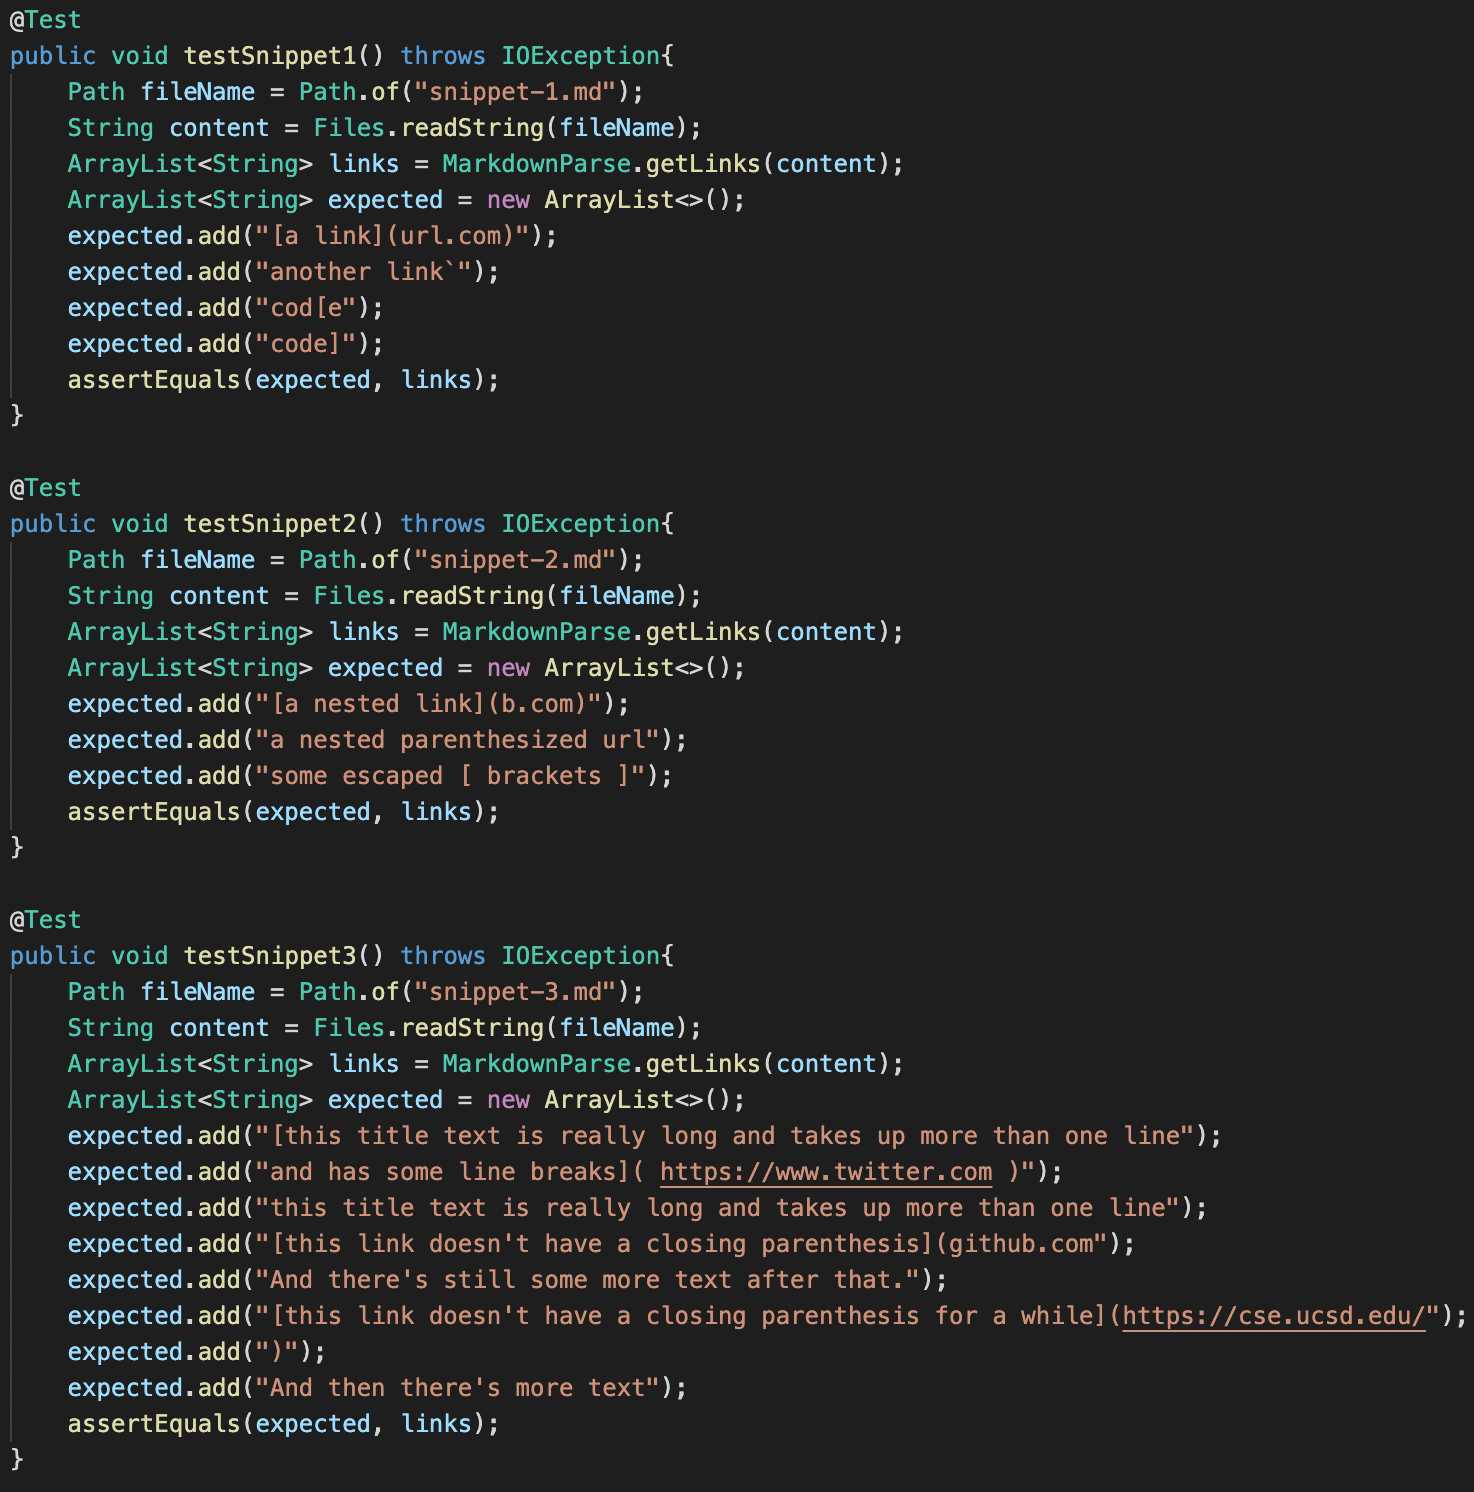 @Test
public void testSnippet1() throws IOException{
    Path fileName = Path.of("snippet-1.md");
    String content = Files.readString(fileName);
    ArrayList<String> links = MarkdownParse.getLinks(content);
    ArrayList<String> expected = new ArrayList<>();
    expected.add("[a link](url.com)");
    expected.add("another link`");
    expected.add("cod[e");
    expected.add("code]");
    assertEquals(expected, links);
}

@Test
public void testSnippet2() throws IOException{
    Path fileName = Path.of("snippet-2.md");
    String content = Files.readString(fileName);
    ArrayList<String> links = MarkdownParse.getLinks(content);
    ArrayList<String> expected = new ArrayList<>();
    expected.add("[a nested link](b.com)");
    expected.add("a nested parenthesized url");
    expected.add("some escaped [ brackets ]");
    assertEquals(expected, links);
}

@Test
public void testSnippet3() throws IOException{
    Path fileName = Path.of("snippet-3.md");
    String content = Files.readString(fileName);
    ArrayList<String> links = MarkdownParse.getLinks(content);
    ArrayList<String> expected = new ArrayList<>();
    expected.add("[this title text is really long and takes up more than one line");
    expected.add("and has some line breaks]( https://www.twitter.com )");
    expected.add("this title text is really long and takes up more than one line");
    expected.add("[this link doesn't have a closing parenthesis](github.com");
    expected.add("And there's still some more text after that.");
    expected.add("[this link doesn't have a closing parenthesis for a while](https://cse.ucsd.edu/");
    expected.add(")");
    expected.add("And then there's more text");
    assertEquals(expected, links);
}